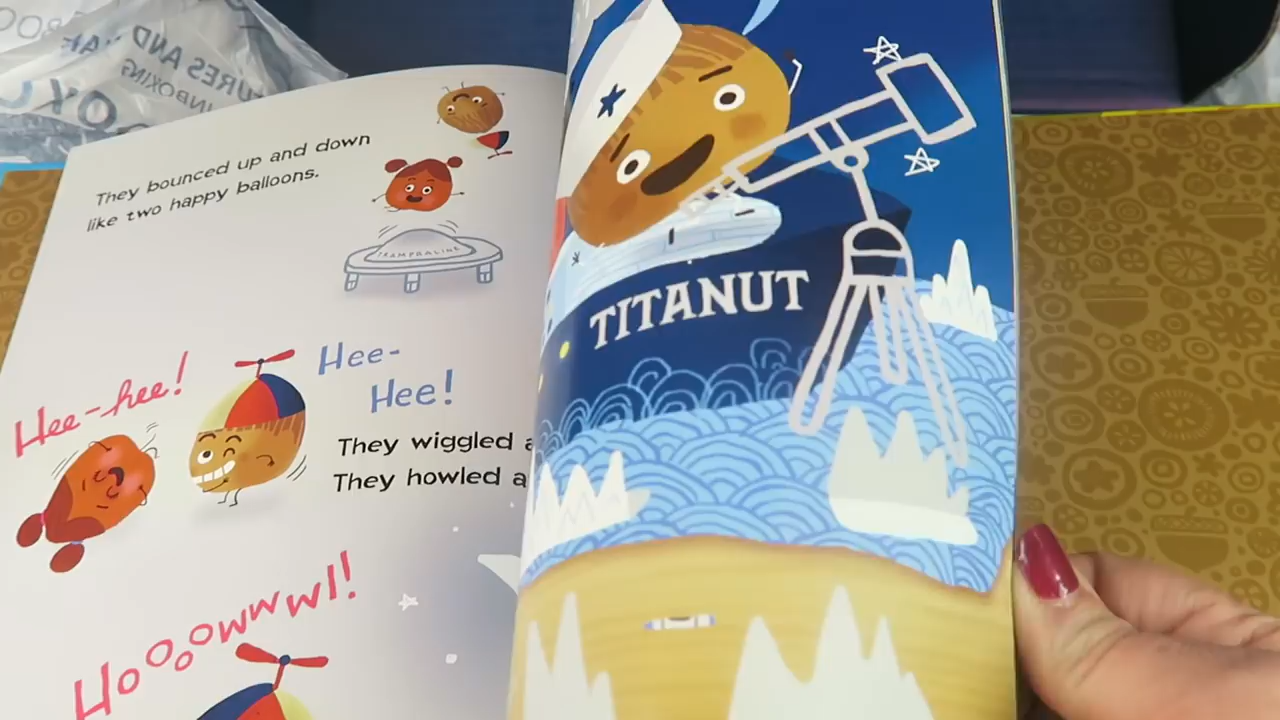 They bounced up and down
like two happy balloons.
TRAMPRALINE
Hee-hee!
Hee-
Hee!
They wiggled a
They howled a
Hooowwwl!
TITANUT